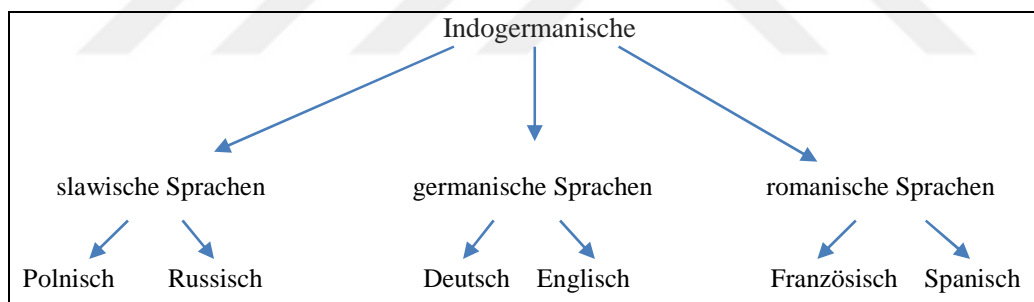 Indogermanische
slawische Sprachen germanische Sprachen romanische Sprachen
Polnisch Russisch Deutsch Englisch Französisch Spanisch